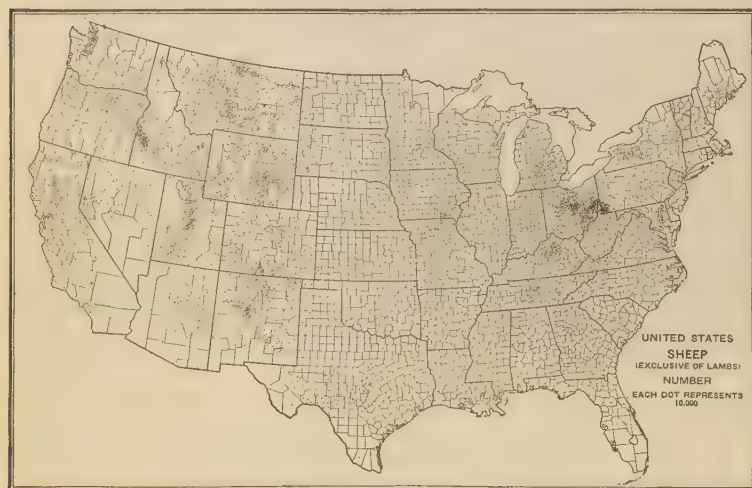 UNITED STATES
SHEEP
(EXCLUSIVE OF LAMBS)
NUMBER
EACH DOT REPRESENTS
10,000